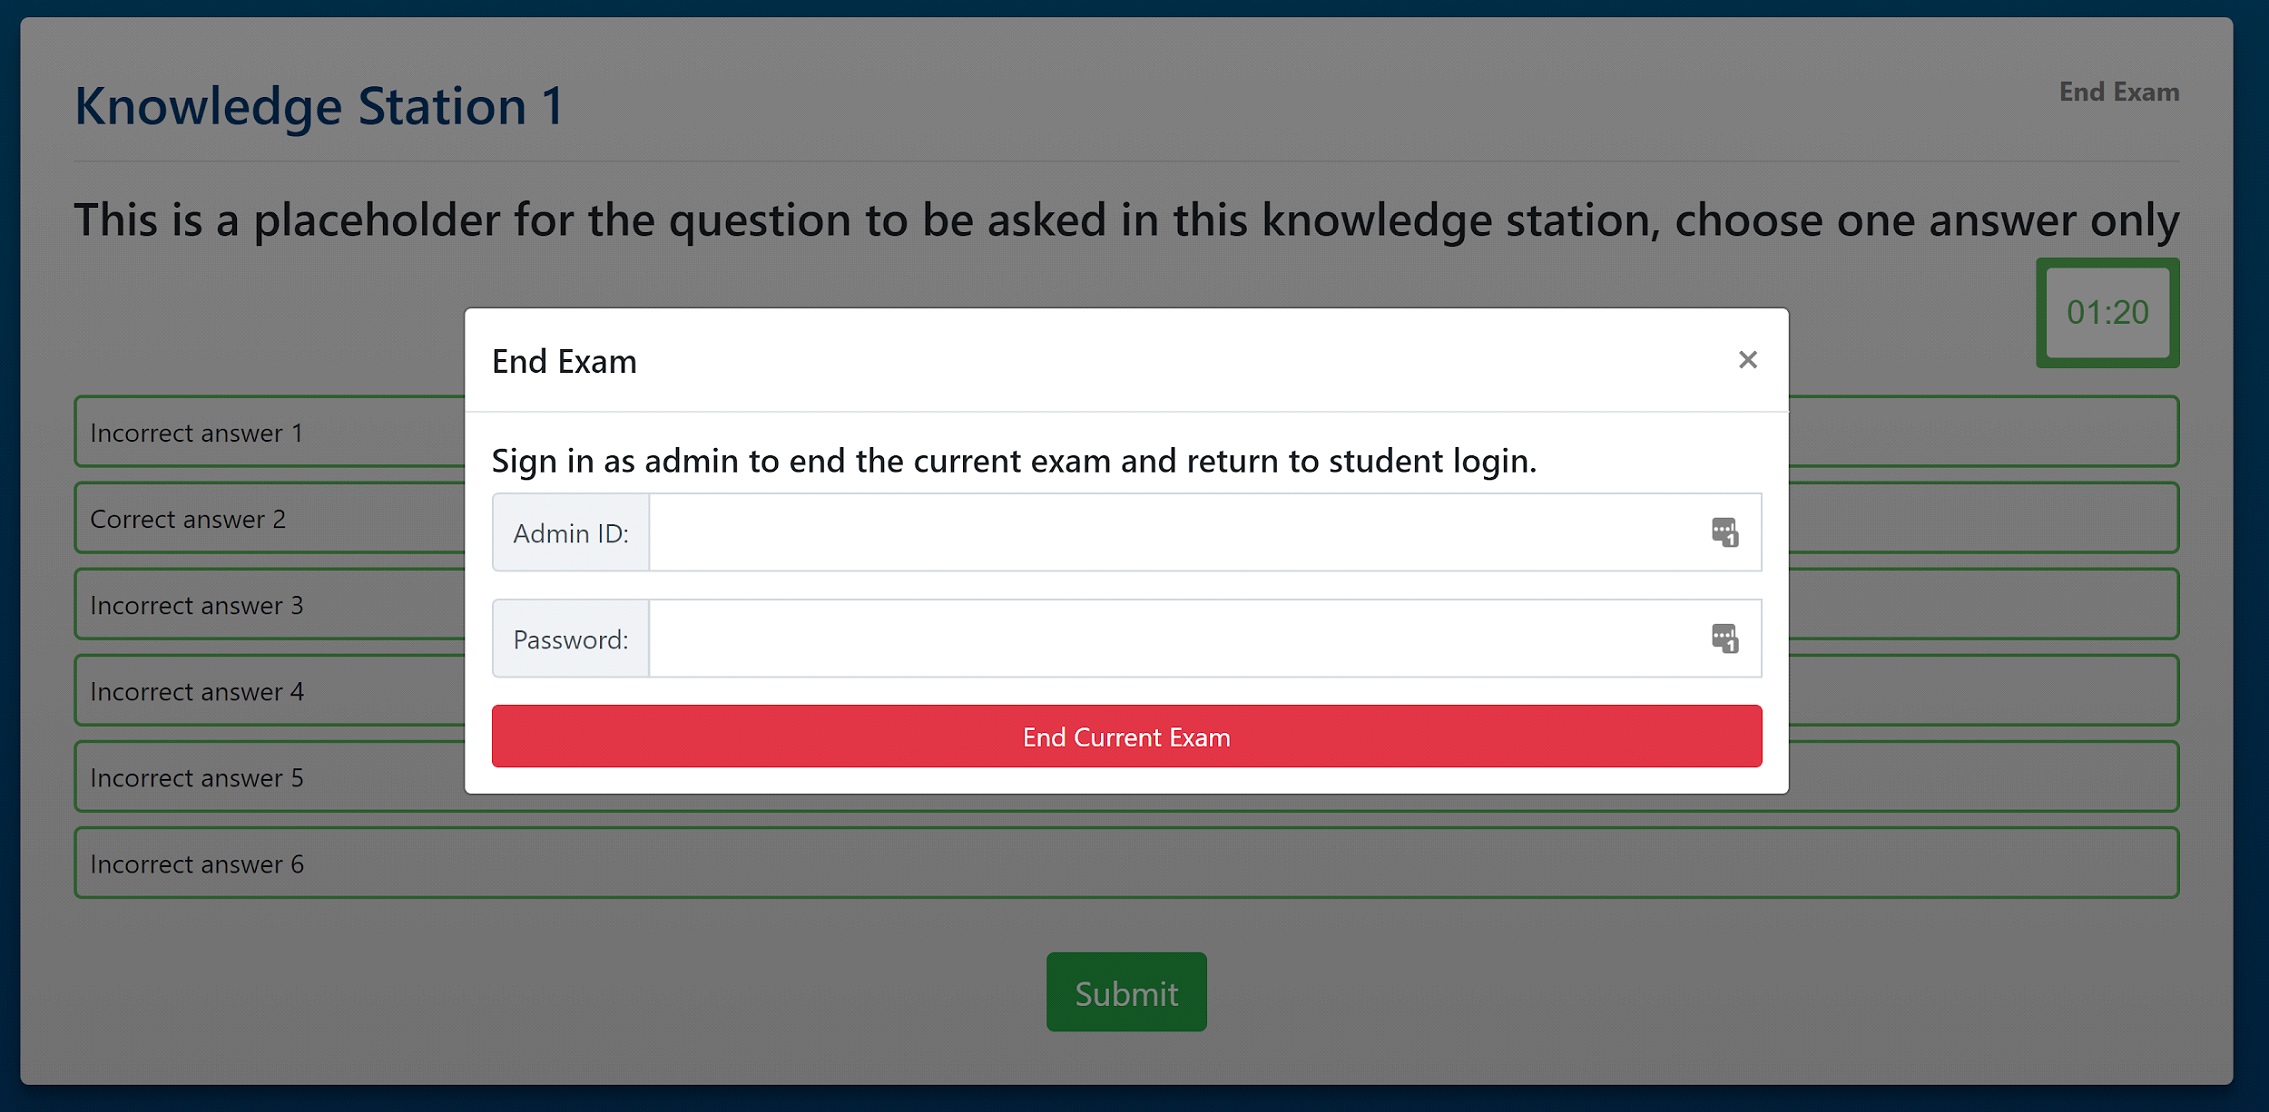 Knowledge Station 1
End Exam
This is a placeholder for the question to be asked in this knowledge station, choose one answer only
01:20
End Exam
×
Sign in as admin to end the current exam and return to student login.
Admin ID:
1
Password:
1
End Current Exam
Incorrect answer 1
Correct answer 2
Incorrect answer 3
Incorrect answer 4
Incorrect answer 5
Incorrect answer 6
Submit